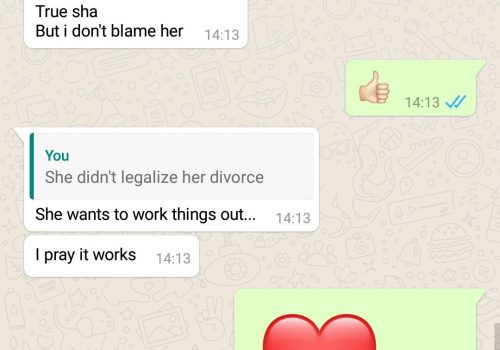 True sha
But i don't blame her 14:13
👍🏻 14:13
You
She didn't legalize her divorce
She wants to work things out... 14:13
I pray it works 14:13